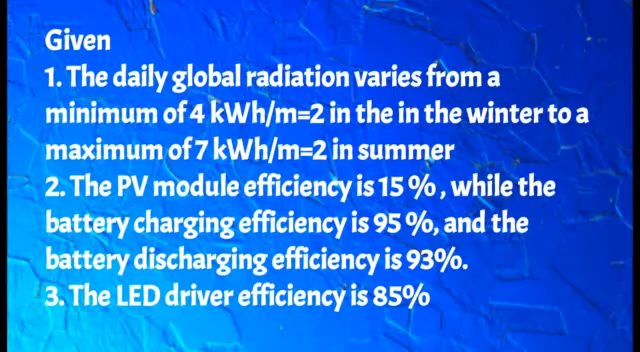 Given
1. The daily global radiation varies from a
minimum of 4 kWh/m=2 in the in the winter to a
maximum of 7 kWh/m=2 in summer
2. The PV module efficiency is 15 % , while the
battery charging efficiency is 95 %, and the
battery discharging efficiency is 93%.
3. The LED driver efficiency is 85%